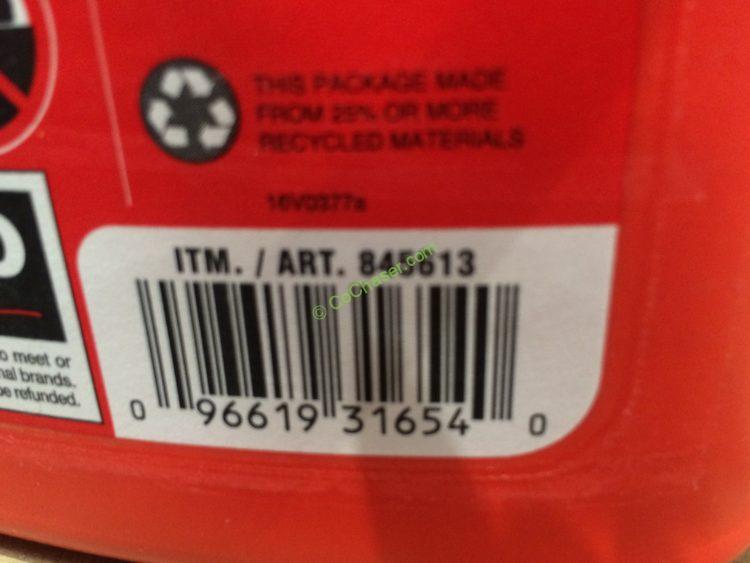 THIS PACKAGE MADE
FROM 25% OR MORE
RECYCLED MATERIALS
16V0377a
ITM. / ART. 845613
© CoChaser.com
o meet or
nal brands.
be refunded.
0 96619 31654 0